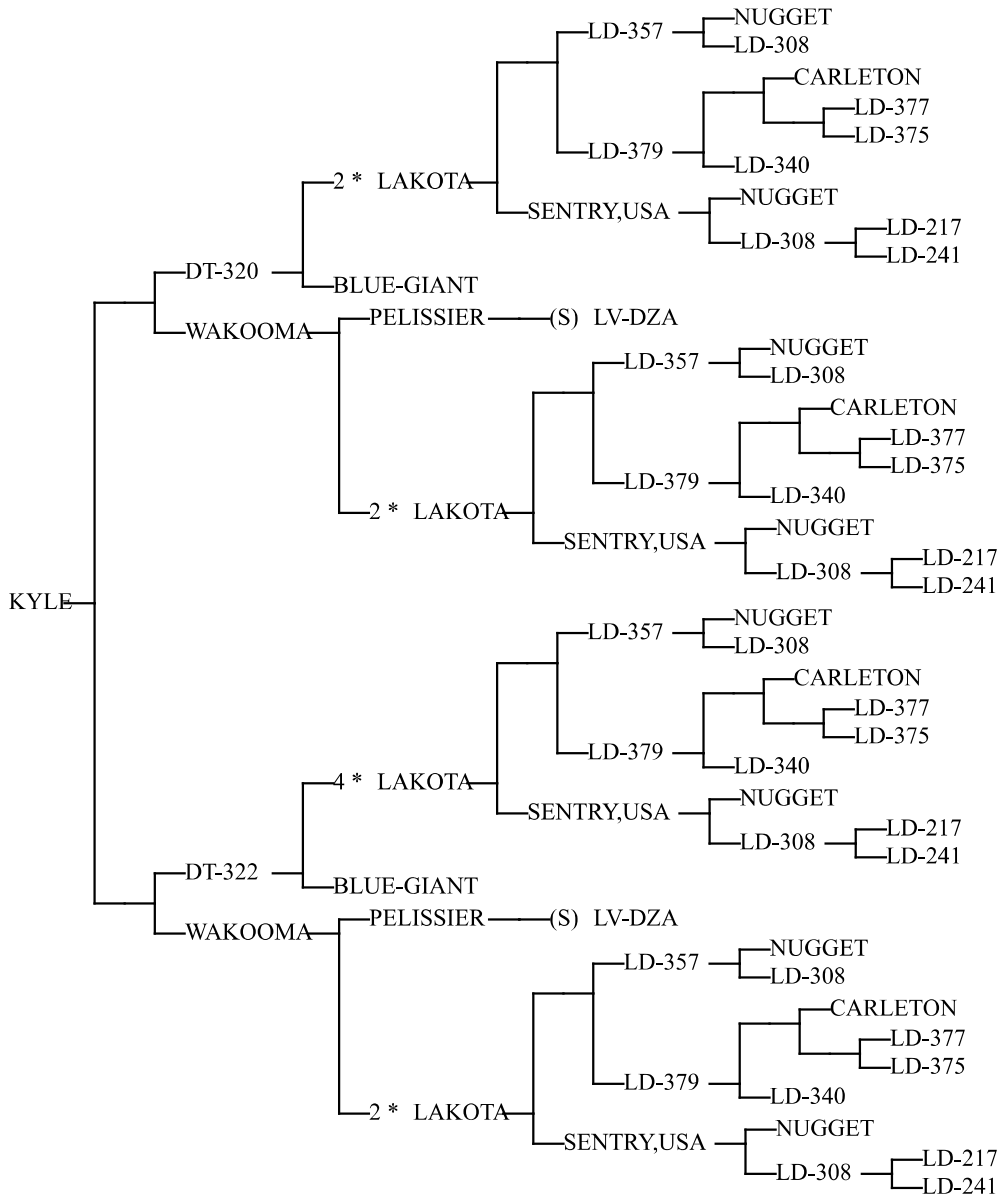 NUGGET
LD-357
LD-308
CARLETON
LD-377
LD-375
LD-379
LD-340
2 * LAKOTA
NUGGET
SENTRY,USA
LD-217
LD-308
LD-241
DT-320
BLUE-GIANT
PELISSIER (S) LV-DZA
WAKOOMA
NUGGET
LD-357
LD-308
CARLETON
LD-377
LD-375
LD-379
LD-340
2 * LAKOTA
NUGGET
SENTRY,USA
LD-217
LD-308
LD-241
KYLE
NUGGET
LD-357
LD-308
CARLETON
LD-377
LD-375
LD-379
LD-340
4 * LAKOTA
NUGGET
SENTRY,USA
LD-217
LD-308
LD-241
DT-322
BLUE-GIANT
PELISSIER (S) LV-DZA
WAKOOMA
NUGGET
LD-357
LD-308
CARLETON
LD-377
LD-375
LD-379
LD-340
2 * LAKOTA
NUGGET
SENTRY,USA
LD-217
LD-308
LD-241